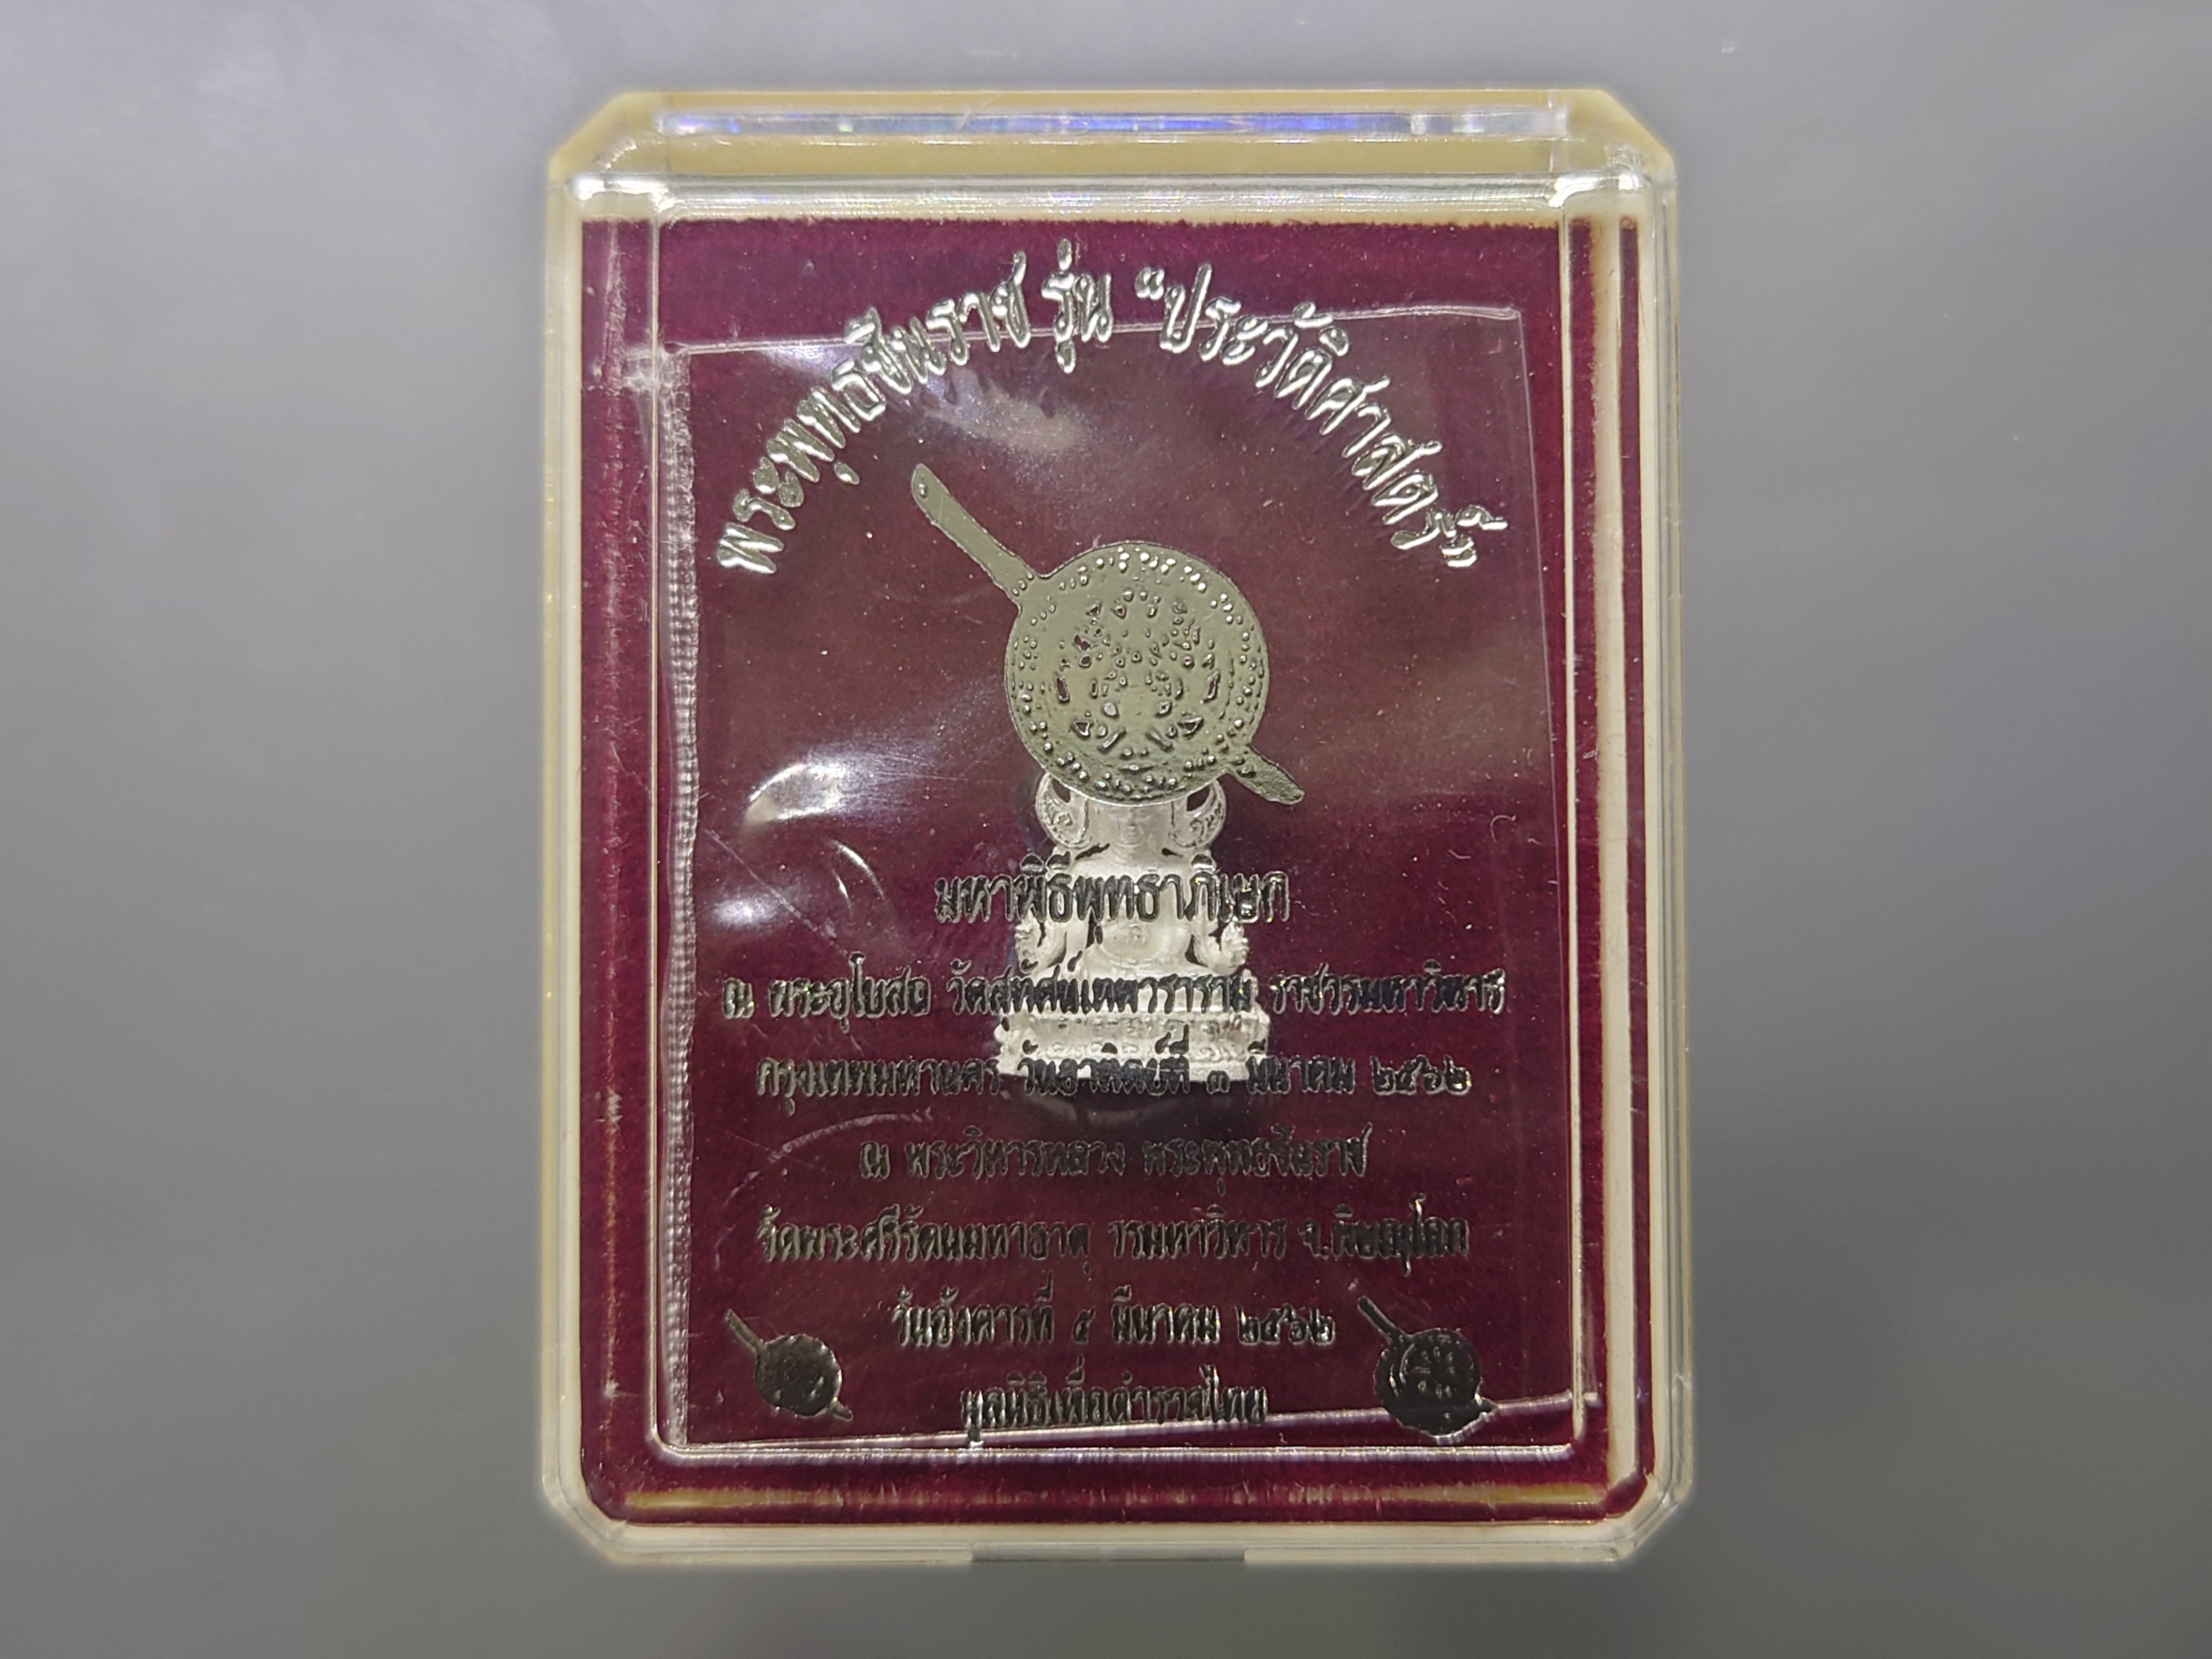 พระพุทธชินราช รุ่น "ประวัติศาสตร์"
มหาพิธีพุทธาภิเษก
ณ พระอุโบสถ วัดสุทัศน์เทพวราราม ราชวรมหาวิหาร
กรุงเทพมหานคร วันอาทิตย์ที่ ๓ มีนาคม ๒๕๖๒
ณ พระวิหารหลวง พระพุทธชินราช
วัดพระศรีรัตนมหาธาตุ วรมหาวิหาร จ.พิษณุโลก
วันอังคารที่ ๕ มีนาคม ๒๕๖๒
มูลนิธิเพื่อตำรวจไทย